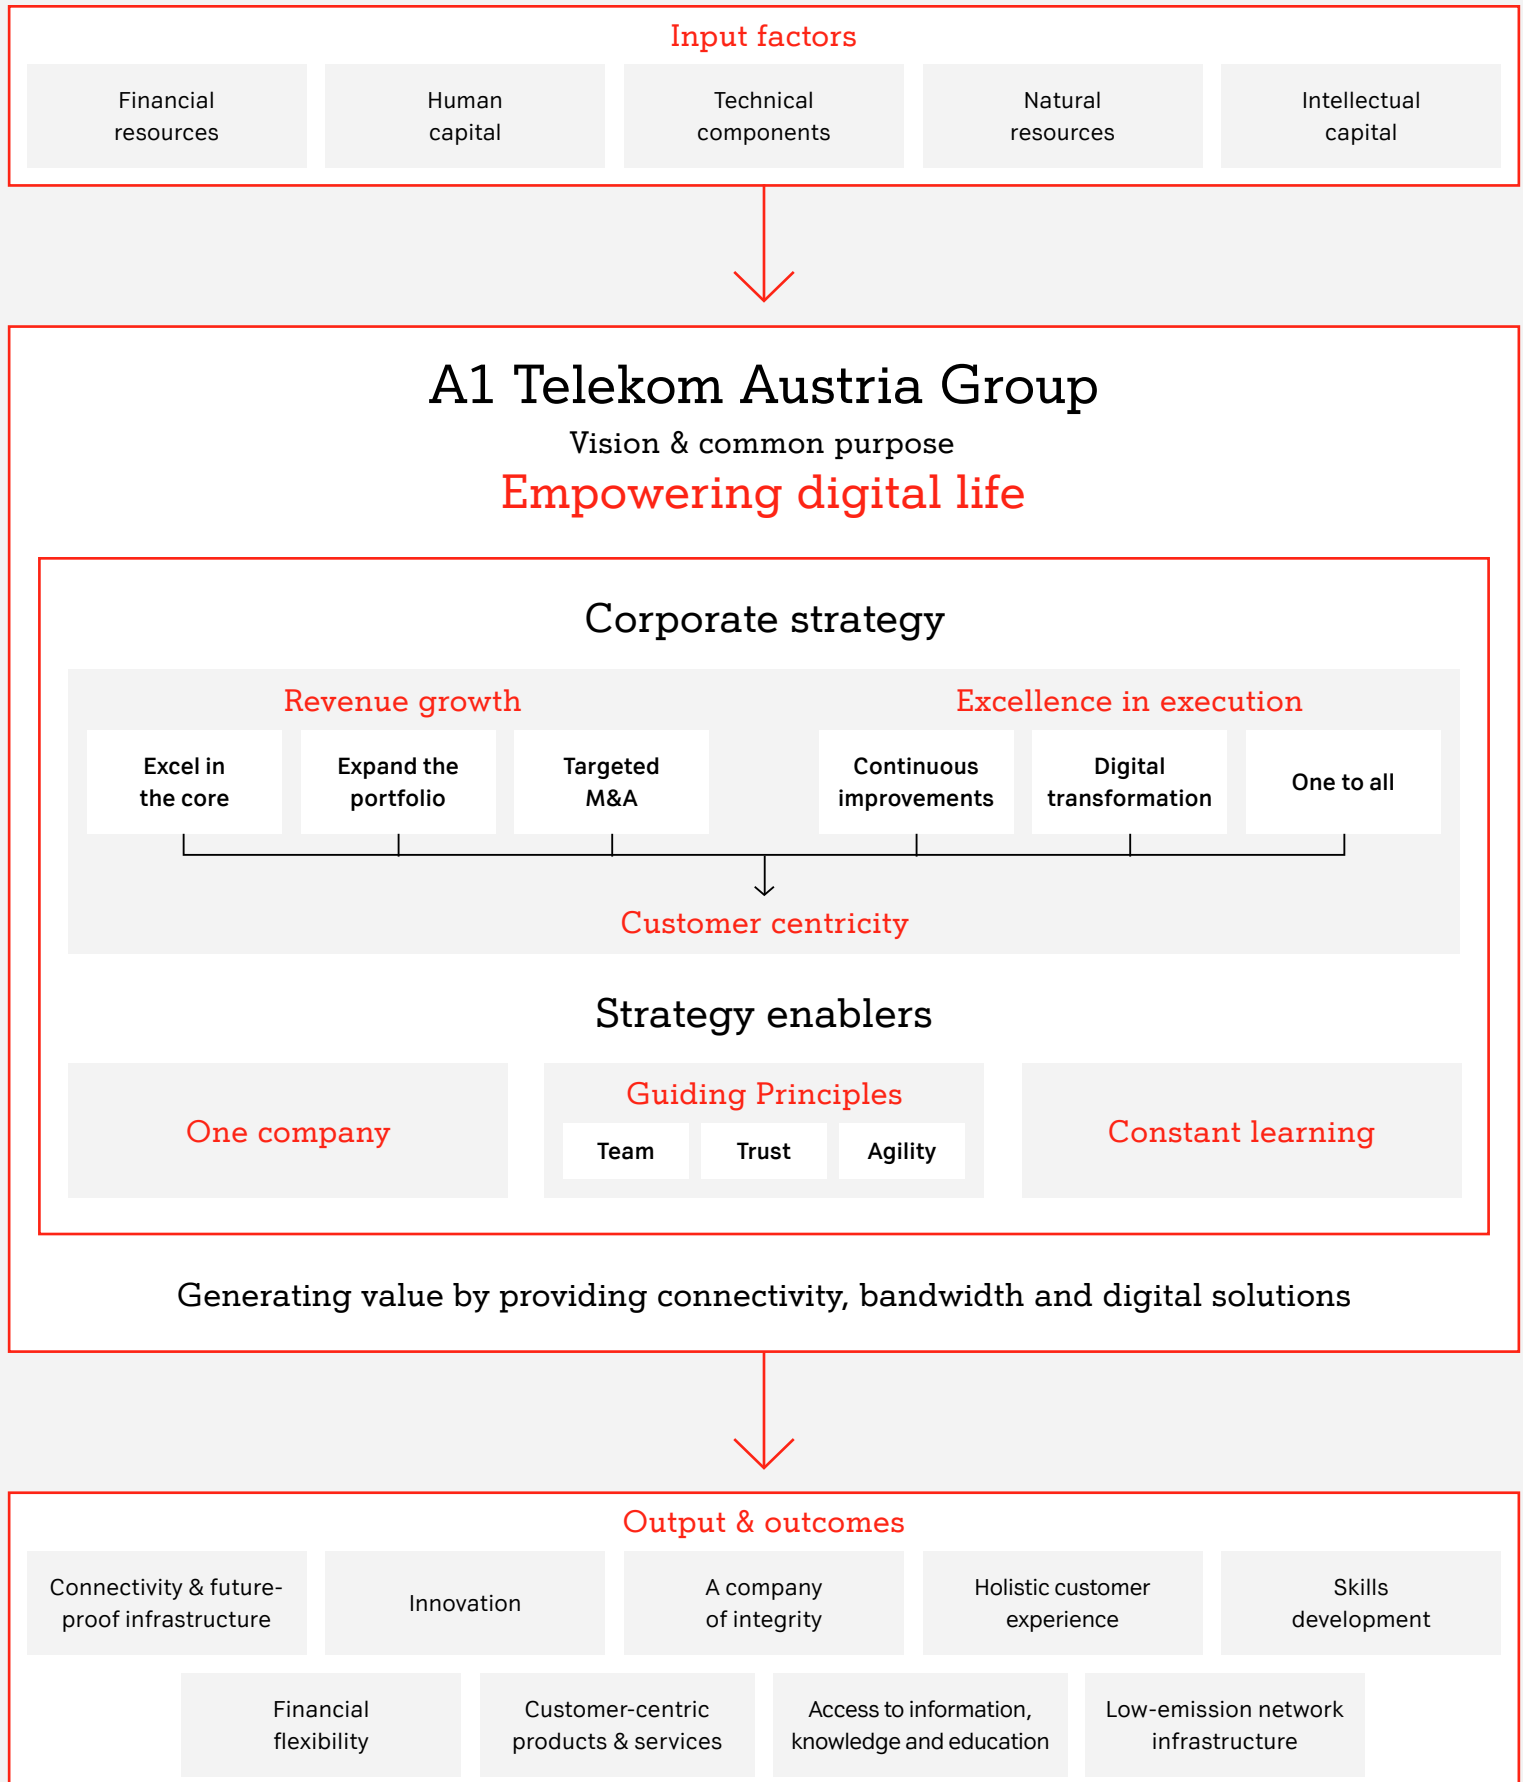 Input factors
Financial
resources
Human
capital
Technical
components
Natural
resources
Intellectual
capital
A1 Telekom Austria Group
Vision & common purpose
Empowering digital life
Corporate strategy
Revenue growth
Excel in
the core
Expand the
portfolio
Targeted
M&A
Excellence in execution
Continuous
improvements
Digital
transformation
One to all
Customer centricity
Strategy enablers
One company
Guiding Principles
Team
Trust
Agility
Constant learning
Generating value by providing connectivity, bandwidth and digital solutions
Output & outcomes
Connectivity & future-
proof infrastructure
Innovation
A company
of integrity
Holistic customer
experience
Skills
development
Financial
flexibility
Customer-centric
products & services
Access to information,
knowledge and education
Low-emission network
infrastructure